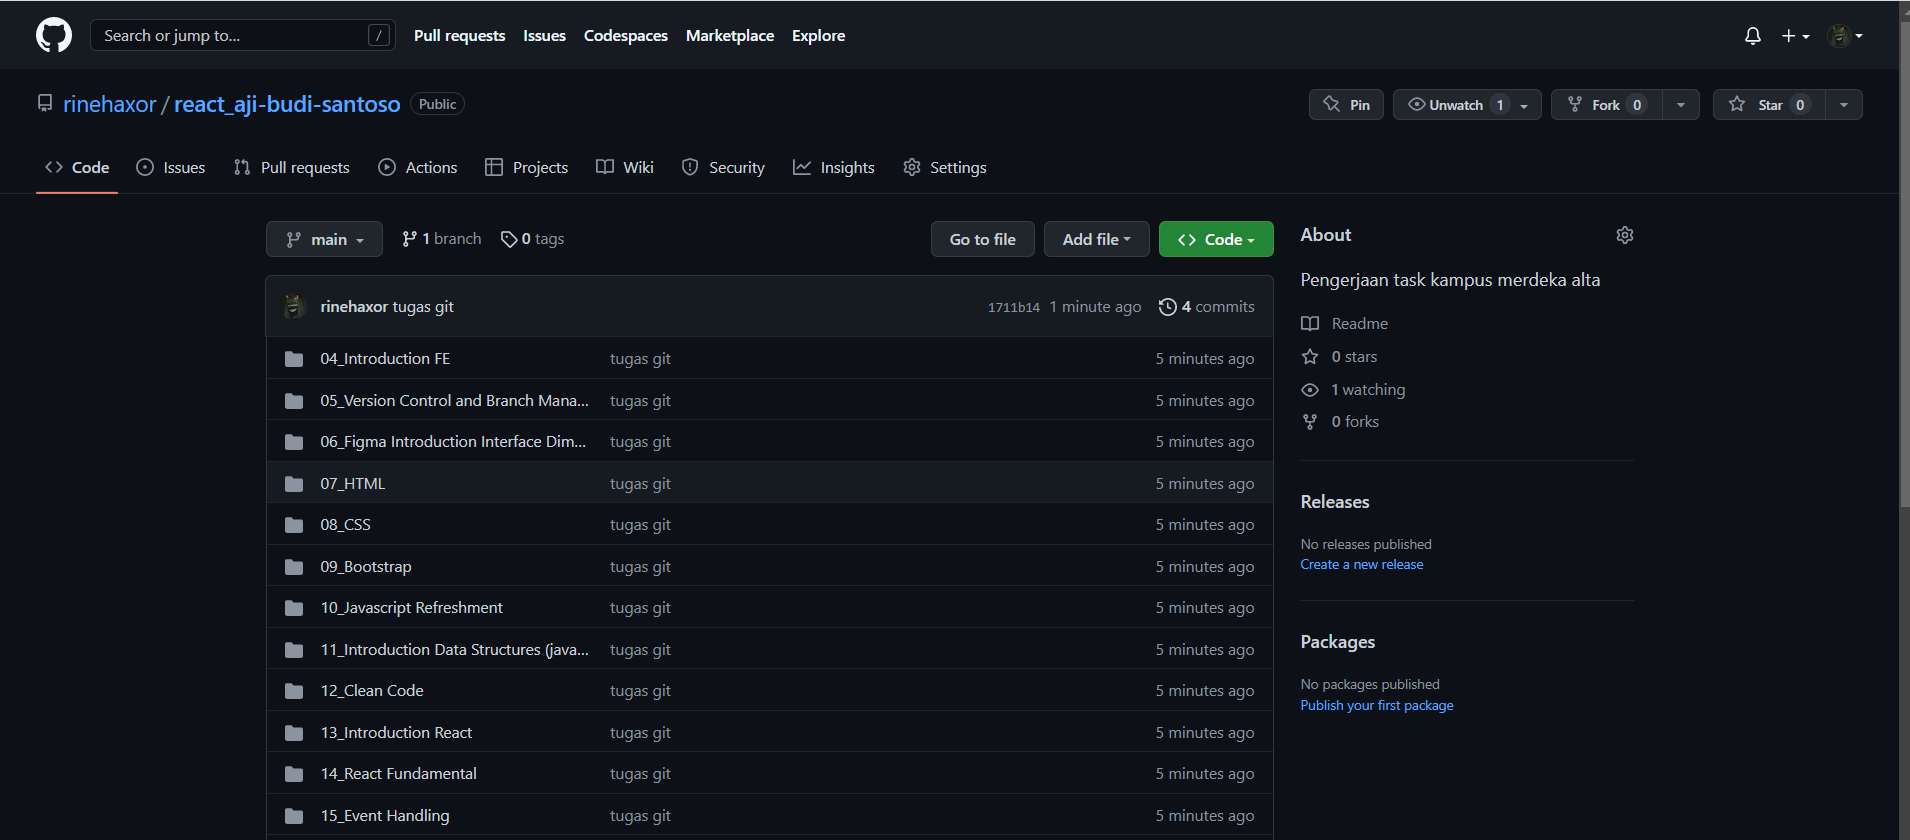 Search or jump to... /
Pull requests Issues Codespaces Marketplace Explore
rinehaxor / react_aji-budi-santoso Public
Pin Unwatch 1 Fork 0 Star 0
Code Issues Pull requests Actions Projects Wiki Security Insights Settings
main 1 branch 0 tags Go to file Add file Code
rinehaxor tugas git 1711b14 1 minute ago 4 commits
04_Introduction FE tugas git 5 minutes ago
05_Version Control and Branch Mana... tugas git 5 minutes ago
06_Figma Introduction Interface Dim... tugas git 5 minutes ago
07_HTML tugas git 5 minutes ago
08_CSS tugas git 5 minutes ago
09_Bootstrap tugas git 5 minutes ago
10_Javascript Refreshment tugas git 5 minutes ago
11_Introduction Data Structures (java... tugas git 5 minutes ago
12_Clean Code tugas git 5 minutes ago
13_Introduction React tugas git 5 minutes ago
14_React Fundamental tugas git 5 minutes ago
15_Event Handling tugas git 5 minutes ago
About
Pengerjaan task kampus merdeka alta
Readme
0 stars
1 watching
0 forks
Releases
No releases published
Create a new release
Packages
No packages published
Publish your first package